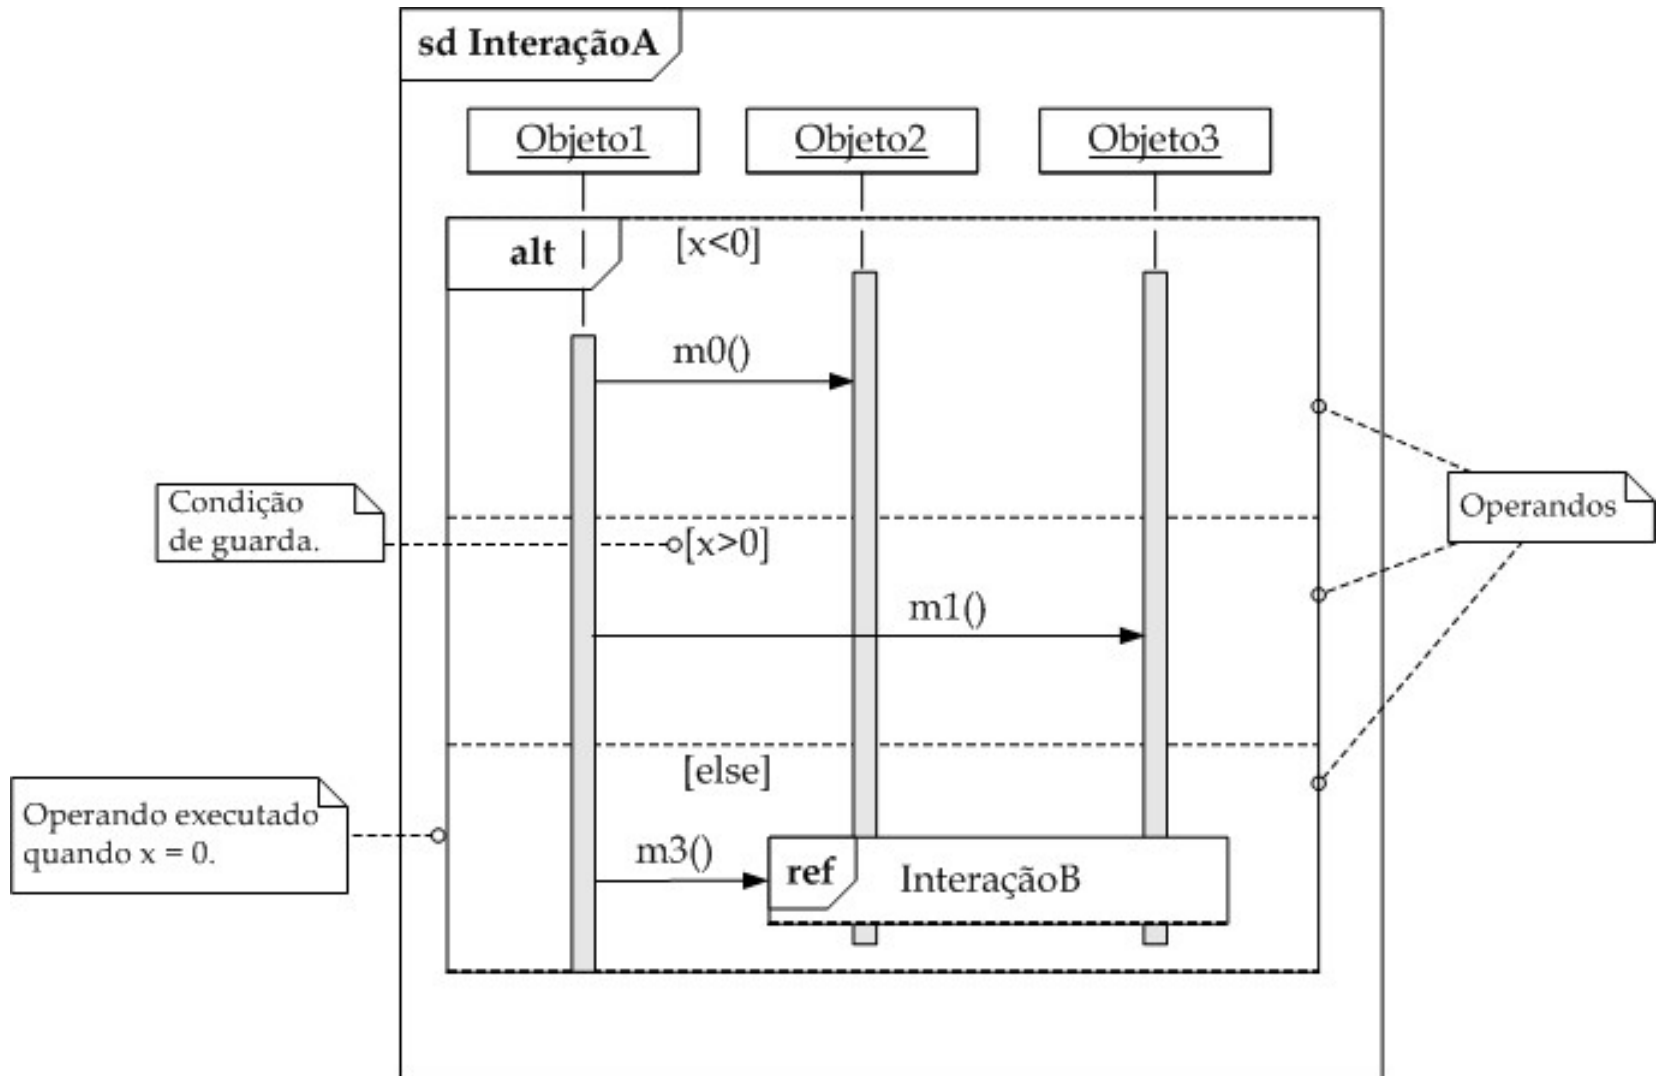 sd InteraçãoA
Objeto1
Objeto2
Objeto3
alt
[x<0]
m0()
Condição
de guarda.
[x>0]
Operandos
m1()
[else]
Operando executado
quando x = 0.
m3()
ref
InteraçãoB